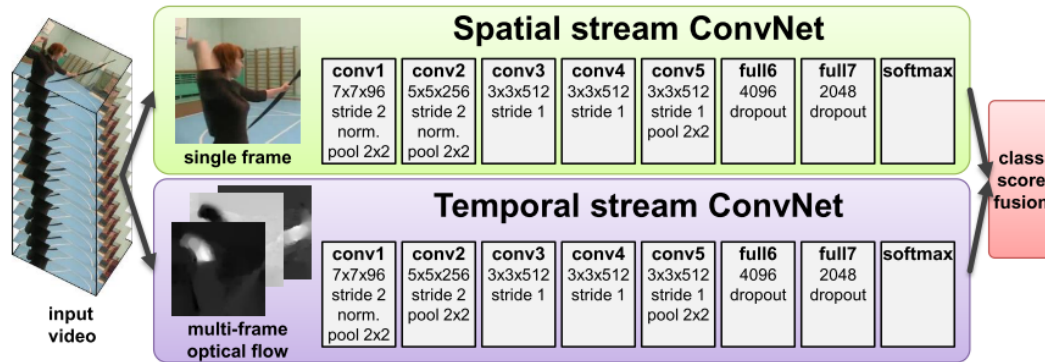 Spatial stream ConvNet
conv1
7x7x96
stride 2
norm.
pool 2x2
conv2
5x5x256
stride 2
norm.
pool 2x2
conv3
3x3x512
stride 1
conv4
3x3x512
stride 1
conv5
3x3x512
stride 1
pool 2x2
full6
4096
dropout
full7
2048
dropout
softmax
single frame
Temporal stream ConvNet
conv1
7x7x96
stride 2
norm.
pool 2x2
conv2
5x5x256
stride 2
pool 2x2
conv3
3x3x512
stride 1
conv4
3x3x512
stride 1
conv5
3x3x512
stride 1
pool 2x2
full6
4096
dropout
full7
2048
dropout
softmax
multi-frame
optical flow
input
video
class
score
fusion